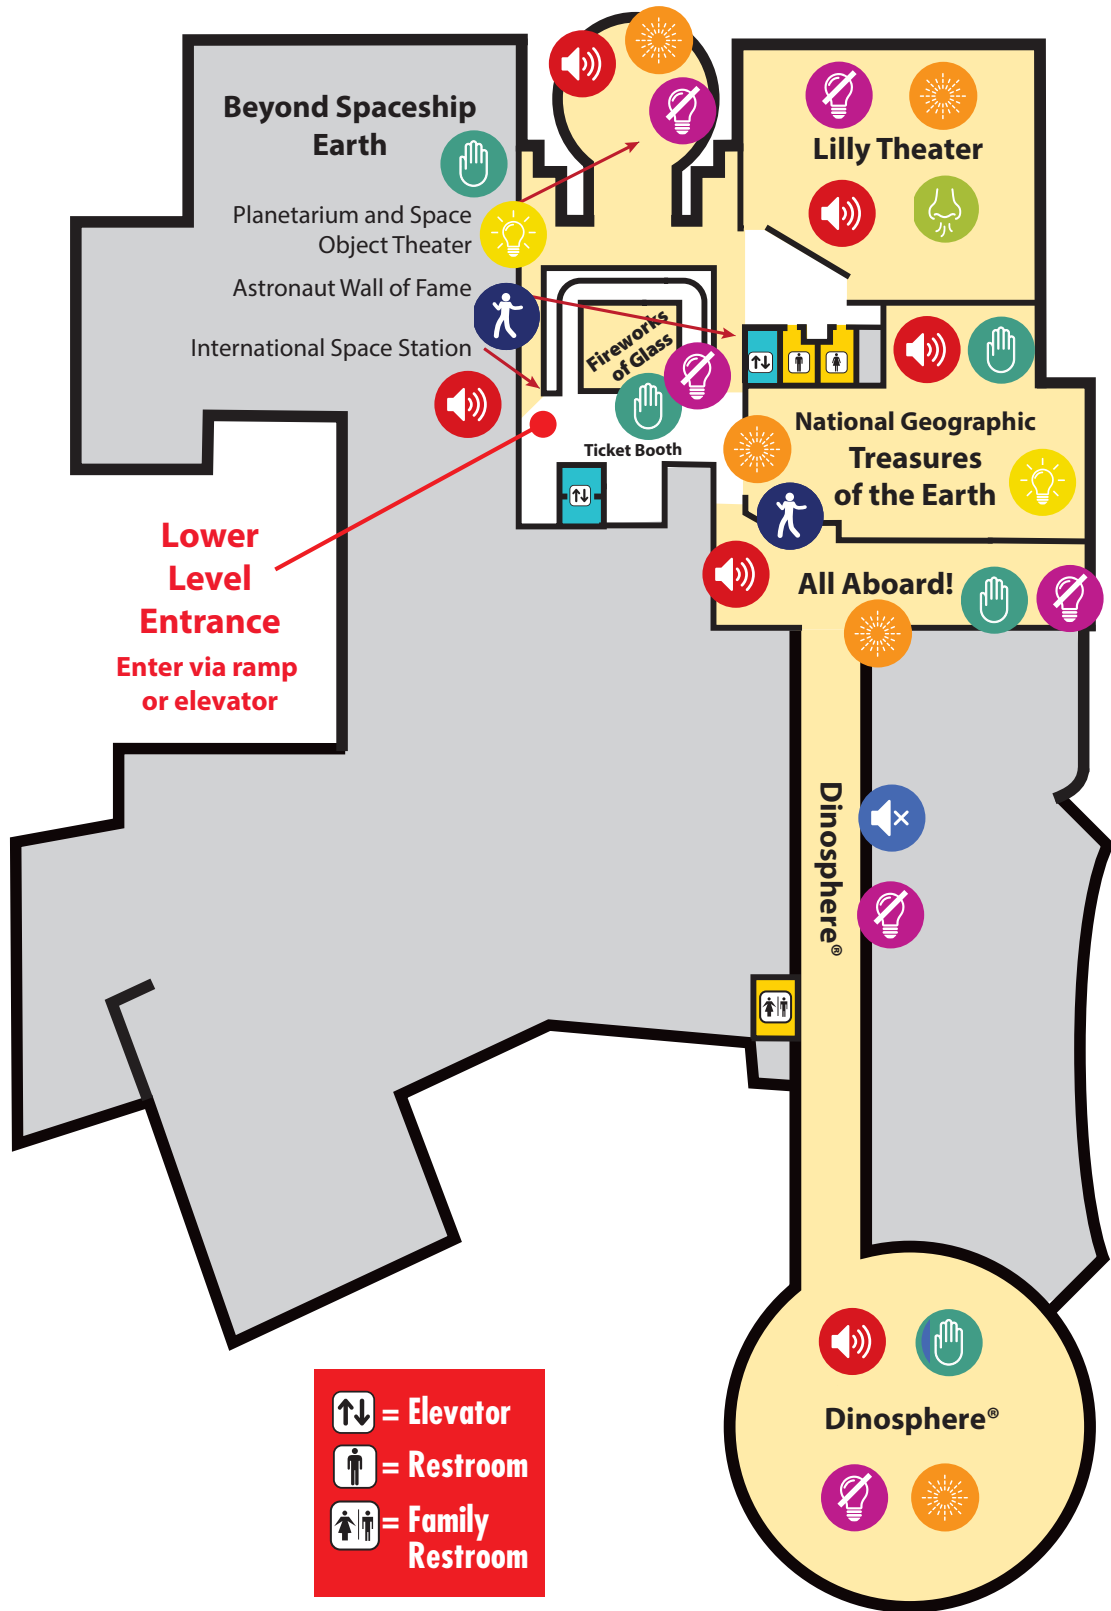 Beyond Spaceship
Earth
Planetarium and Space
Object Theater
Astronaut Wall of Fame
International Space Station
Lilly Theater
Fireworks
of Glass
Ticket Booth
National Geographic
Treasures
of the Earth
All Aboard!
Lower
Level
Entrance
Enter via ramp
or elevator
Dinosphere®
Dinosphere®
= Elevator
= Restroom
= Family
Restroom